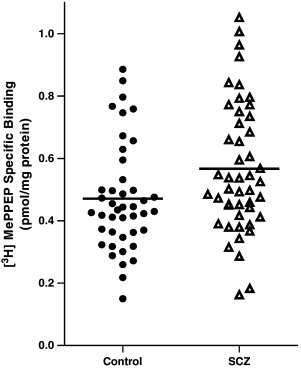 [³H] MePPPEP Specific Binding
(pmol/mg protein)
1.0
0.8
0.6
0.4
0.2
0.0
Control
SCZ